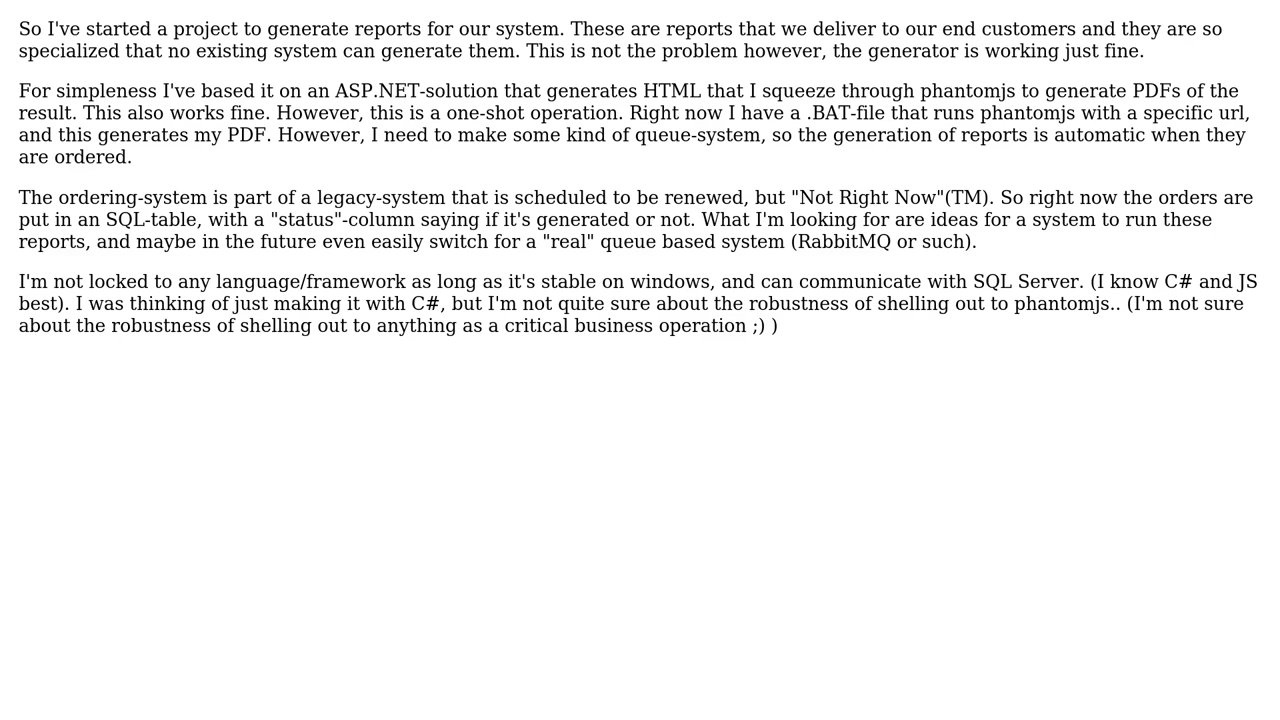 So I've started a project to generate reports for our system. These are reports that we deliver to our end customers and they are so
specialized that no existing system can generate them. This is not the problem however, the generator is working just fine.
For simpleness I've based it on an ASP.NET-solution that generates HTML that I squeeze through phantomjs to generate PDFs of the
result. This also works fine. However, this is a one-shot operation. Right now I have a .BAT-file that runs phantomjs with a specific url,
and this generates my PDF. However, I need to make some kind of queue-system, so the generation of reports is automatic when they
are ordered.
The ordering-system is part of a legacy-system that is scheduled to be renewed, but "Not Right Now"(TM). So right now the orders are
put in an SQL-table, with a "status"-column saying if it's generated or not. What I'm looking for are ideas for a system to run these
reports, and maybe in the future even easily switch for a "real" queue based system (RabbitMQ or such).
I'm not locked to any language/framework as long as it's stable on windows, and can communicate with SQL Server. (I know C# and JS
best). I was thinking of just making it with C#, but I'm not quite sure about the robustness of shelling out to phantomjs.. (I'm not sure
about the robustness of shelling out to anything as a critical business operation ;) )